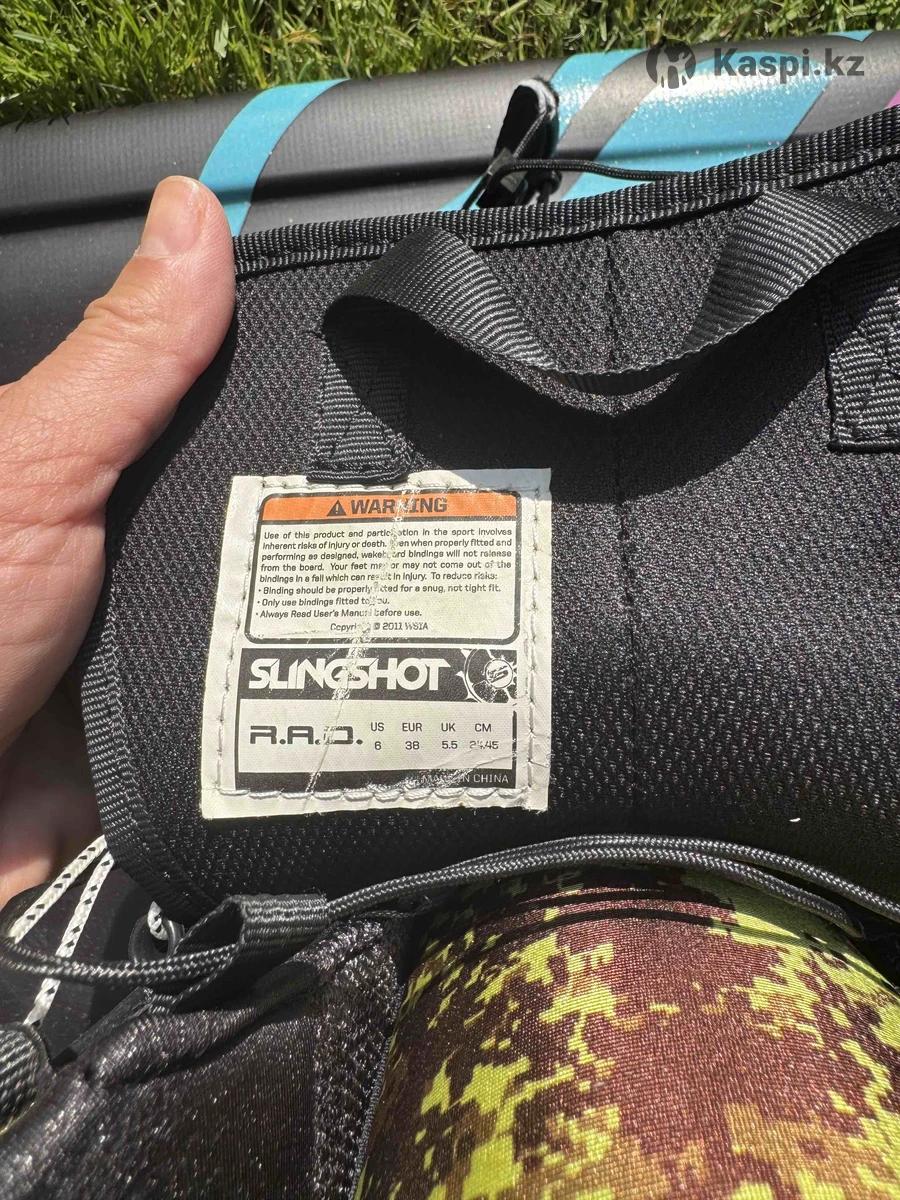 Kaspi.kz
WARNING
Use of this product and participation in the sport involves
inherent risks of injury or death. Even when properly fitted and
performing as designed, wakeboard bindings will not release
from the board. Your feet may or may not come out of the
bindings in a fall which can result in injury. To reduce risks:
• Binding should be properly fitted for a snug, not tight fit.
• Only use bindings fitted to you.
• Always Read User's Manual before use.
Copyright © 2011 WSIA
SLINGSHOT
R.A.D.
US EUR UK CM
6 38 5.5 24.45
MADE IN CHINA